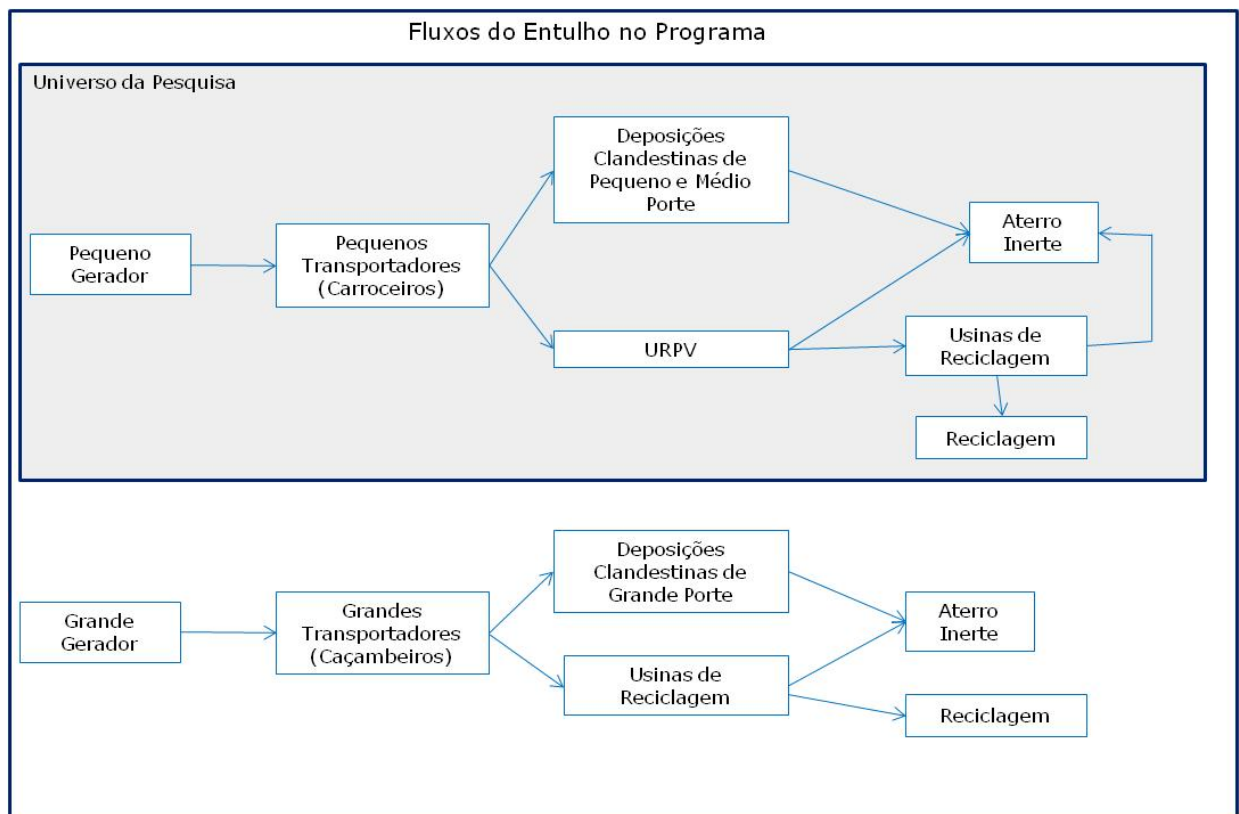 Fluxos do Entulho no Programa
Universo da Pesquisa
Pequeno
Gerador
Pequenos
Transportadores
(Carroceiros)
Deposições
Clandestinas de
Pequeno e Médio
Porte
URPV
Aterro
Inerte
Usinas de
Reciclagem
Reciclagem
Grande
Gerador
Grandes
Transportadores
(Caçambeiros)
Deposições
Clandestinas de
Grande Porte
Usinas de
Reciclagem
Aterro
Inerte
Reciclagem